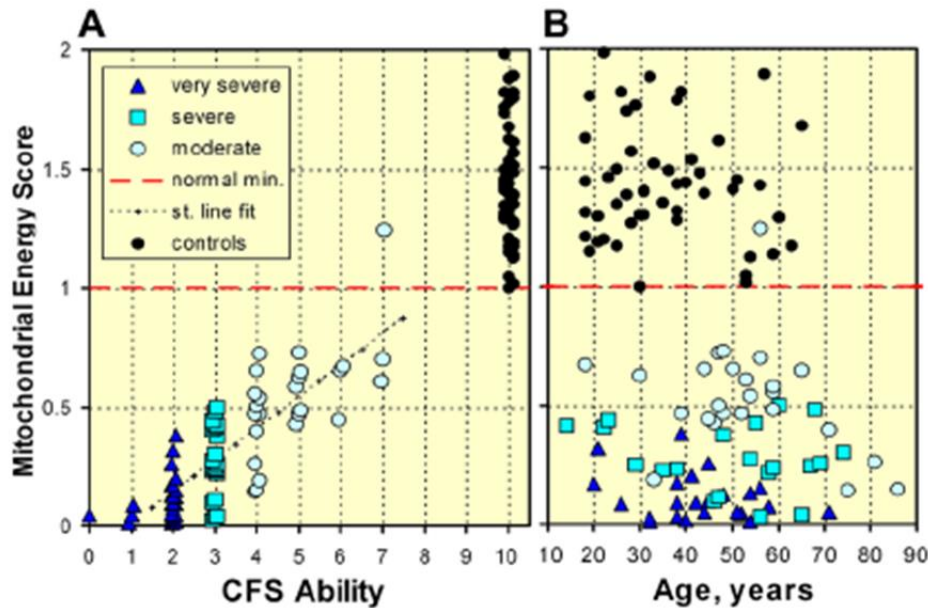 A
B
2
1.5
1
0.5
0
Mitochondrial Energy Score
very severe
severe
moderate
normal min.
st. line fit
controls
0 1 2 3 4 5 6 7 8 9 10
10 20 30 40 50 60 70 80 90
CFS Ability
Age, years